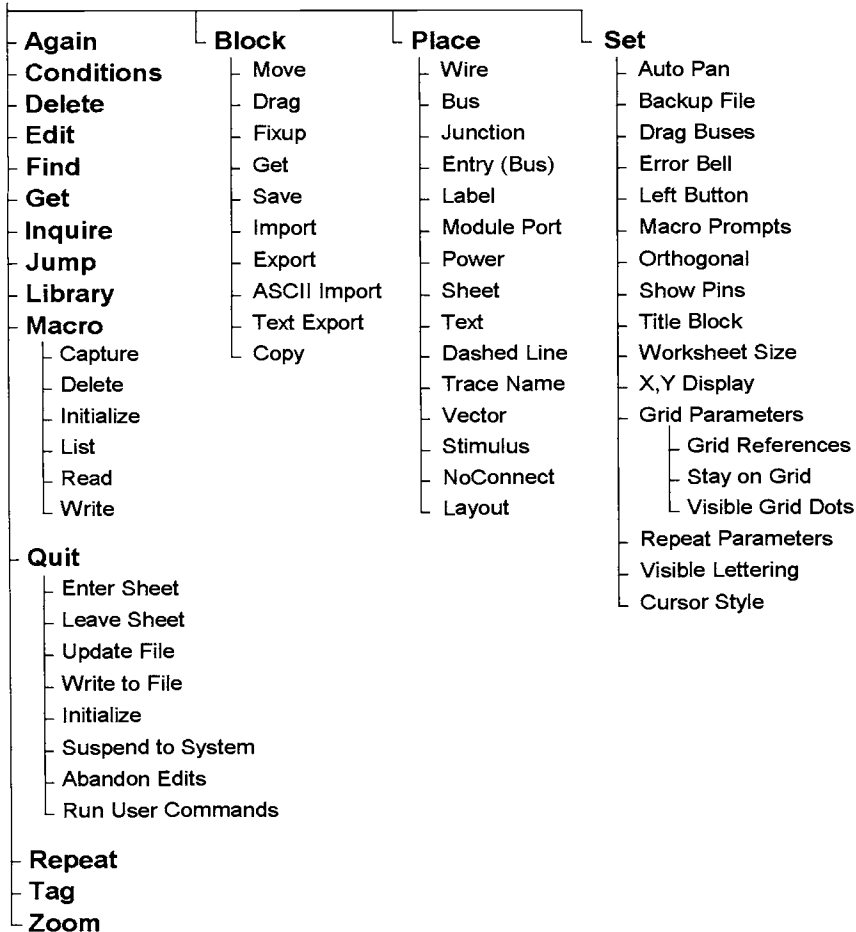 Again
Conditions
Delete
Edit
Find
Get
Inquire
Jump
Library
Macro
Capture
Delete
Initialize
List
Read
Write
Quit
Enter Sheet
Leave Sheet
Update File
Write to File
Initialize
Suspend to System
Abandon Edits
Run User Commands
Repeat
Tag
Zoom
Block
Move
Drag
Fixup
Get
Save
Import
Export
ASCII Import
Text Export
Copy
Place
Wire
Bus
Junction
Entry (Bus)
Label
Module Port
Power
Sheet
Text
Dashed Line
Trace Name
Vector
Stimulus
NoConnect
Layout
Set
Auto Pan
Backup File
Drag Buses
Error Bell
Left Button
Macro Prompts
Orthogonal
Show Pins
Title Block
Worksheet Size
X,Y Display
Grid Parameters
Grid References
Stay on Grid
Visible Grid Dots
Repeat Parameters
Visible Lettering
Cursor Style